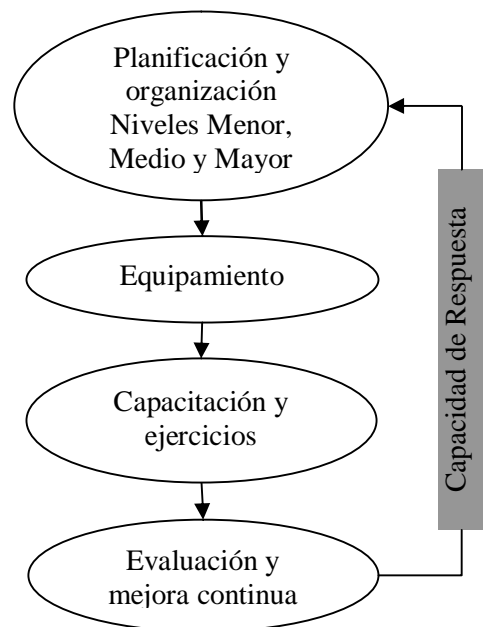 Planificación y
organización
Niveles Menor,
Medio y Mayor
Equipamiento
Capacitación y
ejercicios
Evaluación y
mejora continua
Capacidad de Respuesta